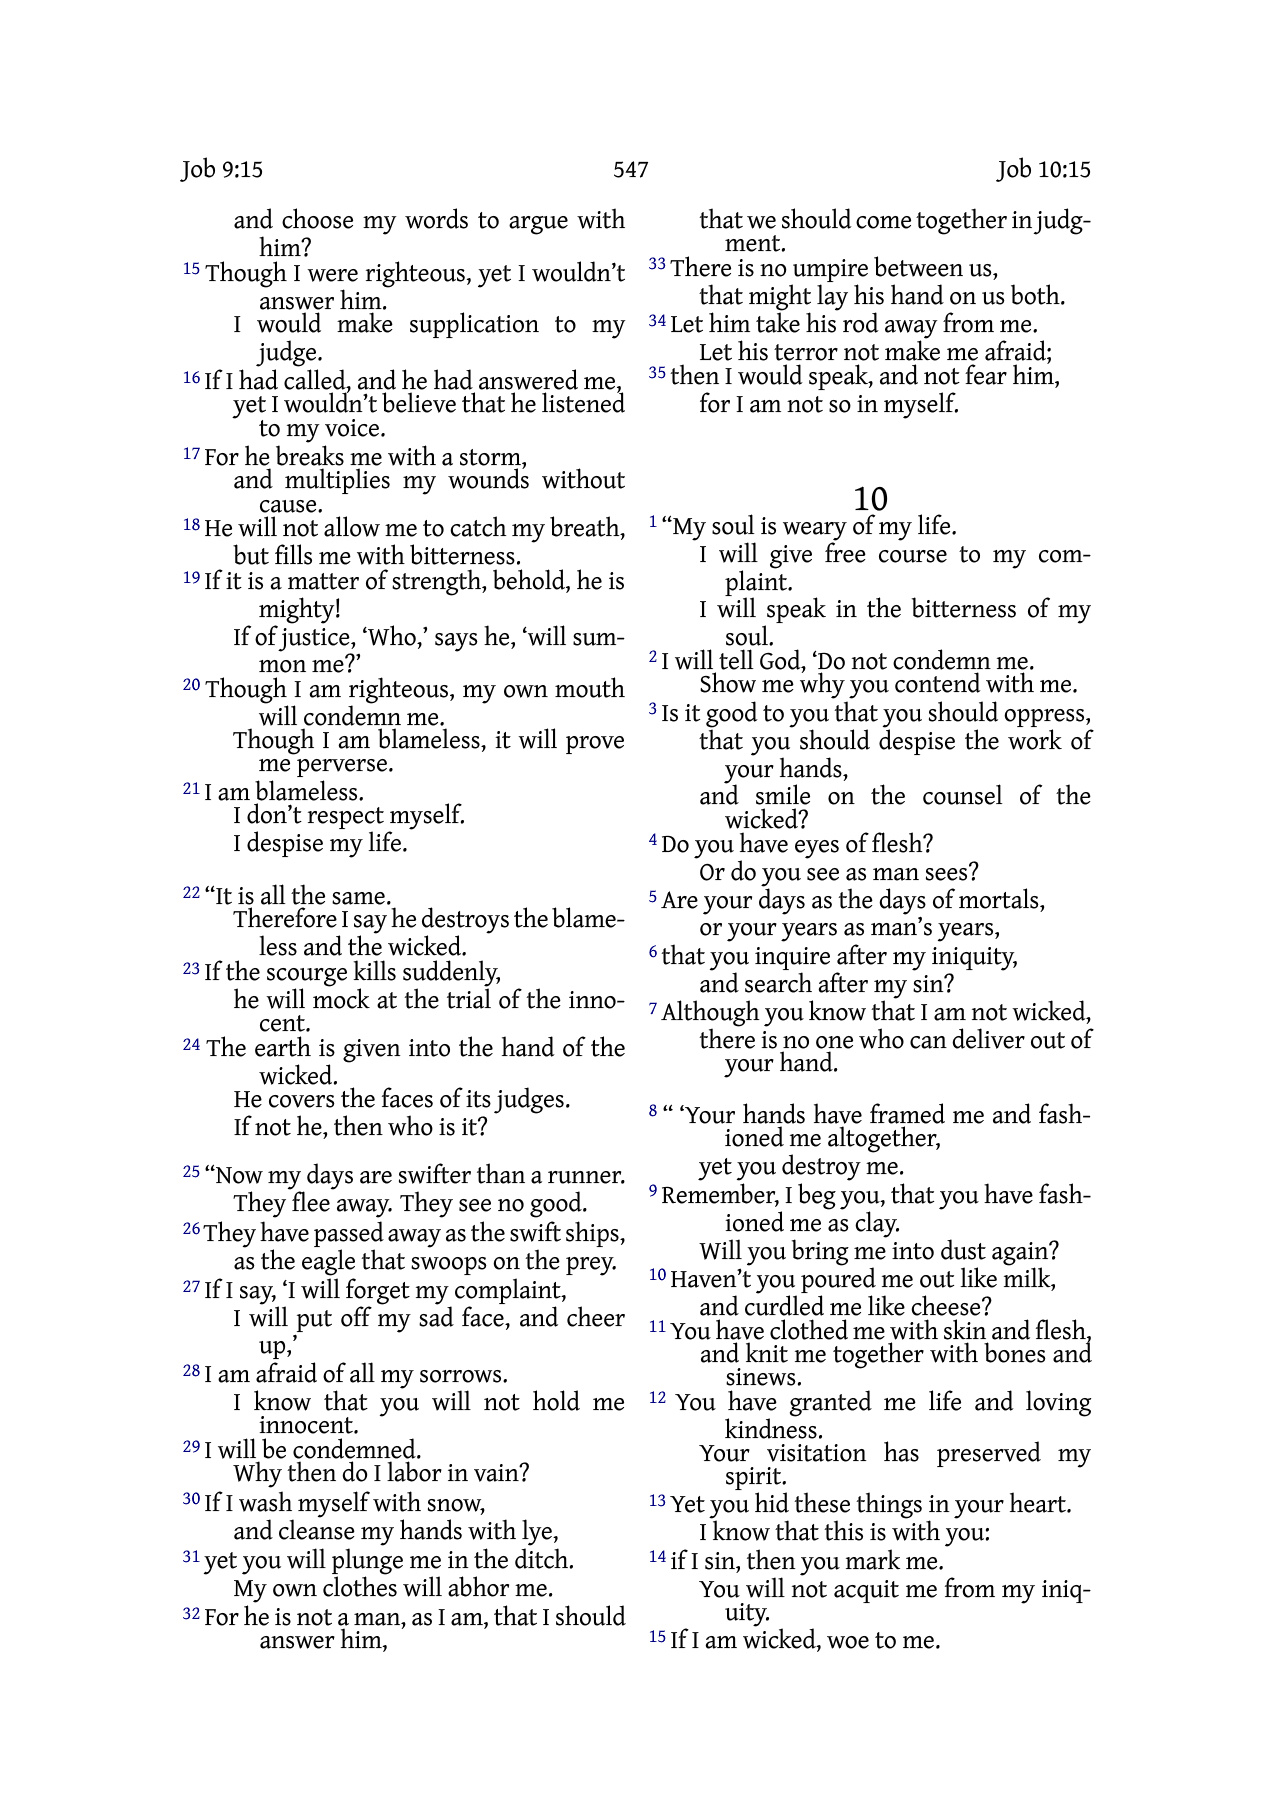 Job 9:15 547 Job 10:15
and choose my words to argue with
him?
15 Though I were righteous, yet I wouldn’t
answer him.
I would make supplication to my
judge.
16 If I had called, and he had answered me,
yet I wouldn’t believe that he listened
to my voice.
17 For he breaks me with a storm,
and multiplies my wounds without
cause.
18 He will not allow me to catch my breath,
but fills me with bitterness.
19 If it is a matter of strength, behold, he is
mighty!
If of justice, ‘Who,’ says he, ‘will sum-
mon me?’
20 Though I am righteous, my own mouth
will condemn me.
Though I am blameless, it will prove
me perverse.
21 I am blameless.
I don’t respect myself.
I despise my life.
22 “It is all the same.
Therefore I say he destroys the blame-
less and the wicked.
23 If the scourge kills suddenly,
he will mock at the trial of the inno-
cent.
24 The earth is given into the hand of the
wicked.
He covers the faces of its judges.
If not he, then who is it?
25 “Now my days are swifter than a runner.
They flee away. They see no good.
26 They have passed away as the swift ships,
as the eagle that swoops on the prey.
27 If I say, ‘I will forget my complaint,
I will put off my sad face, and cheer
up,’
28 I am afraid of all my sorrows.
I know that you will not hold me
innocent.
29 I will be condemned.
Why then do I labor in vain?
30 If I wash myself with snow,
and cleanse my hands with lye,
31 yet you will plunge me in the ditch.
My own clothes will abhor me.
32 For he is not a man, as I am, that I should
answer him,
that we should come together in judg-
ment.
33 There is no umpire between us,
that might lay his hand on us both.
34 Let him take his rod away from me.
Let his terror not make me afraid;
35 then I would speak, and not fear him,
for I am not so in myself.
10
1 “My soul is weary of my life.
I will give free course to my com-
plaint.
I will speak in the bitterness of my
soul.
2 I will tell God, ‘Do not condemn me.
Show me why you contend with me.
3 Is it good to you that you should oppress,
that you should despise the work of
your hands,
and smile on the counsel of the
wicked?
4 Do you have eyes of flesh?
Or do you see as man sees?
5 Are your days as the days of mortals,
or your years as man’s years,
6 that you inquire after my iniquity,
and search after my sin?
7 Although you know that I am not wicked,
there is no one who can deliver out of
your hand.
8 “ ‘Your hands have framed me and fash-
ioned me altogether,
yet you destroy me.
9 Remember, I beg you, that you have fash-
ioned me as clay.
Will you bring me into dust again?
10 Haven’t you poured me out like milk,
and curdled me like cheese?
11 You have clothed me with skin and flesh,
and knit me together with bones and
sinews.
12 You have granted me life and loving
kindness.
Your visitation has preserved my
spirit.
13 Yet you hid these things in your heart.
I know that this is with you:
14 if I sin, then you mark me.
You will not acquit me from my iniq-
uity.
15 If I am wicked, woe to me.